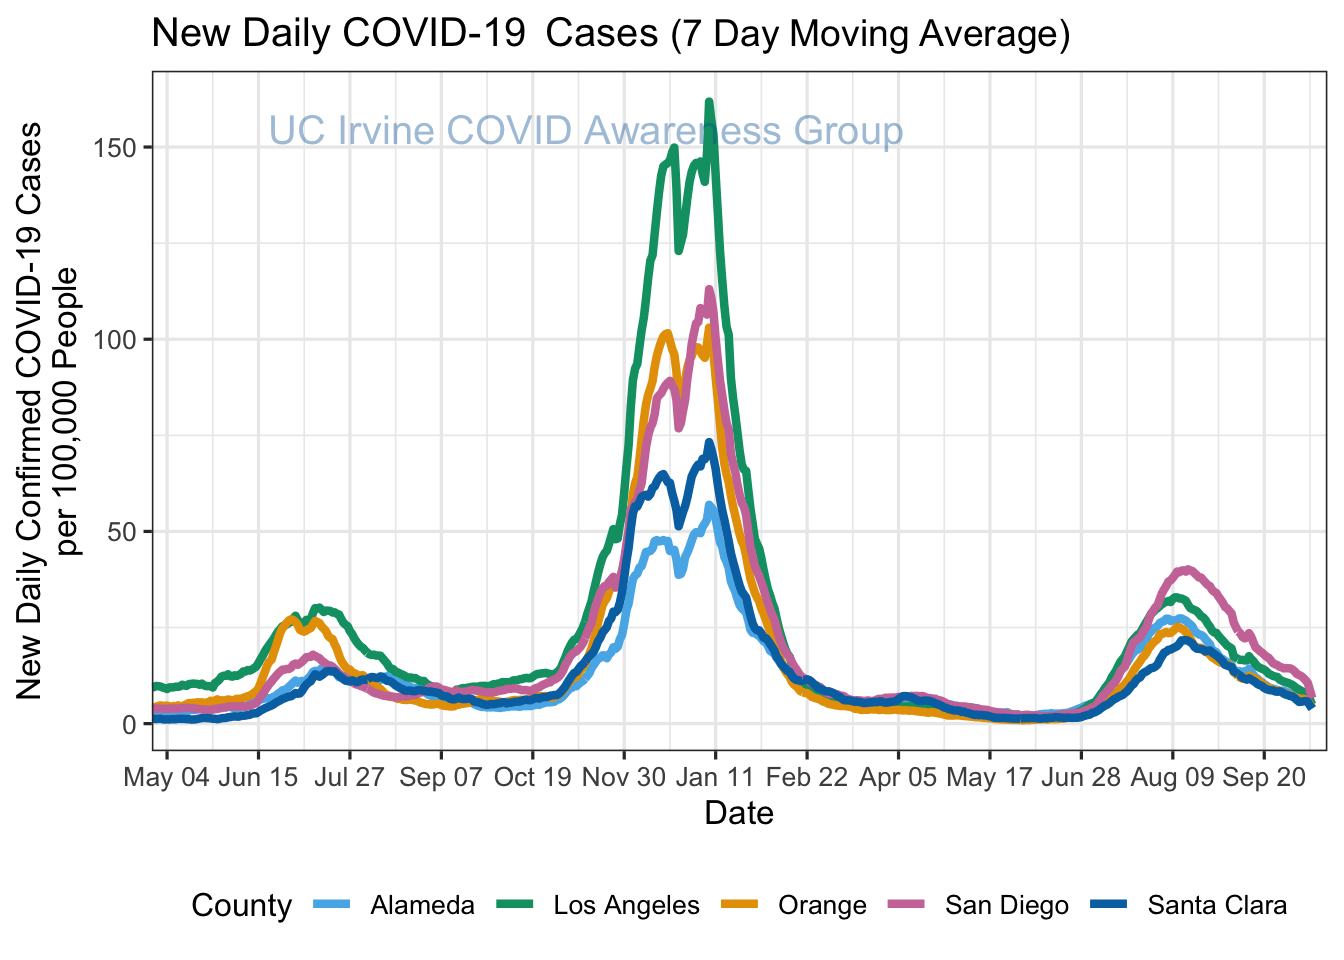 New Daily COVID-19  Cases (7 Day Moving Average)
UC Irvine COVID Awareness Group
New Daily Confirmed COVID-19 Cases
per 100,000 People
150
100
50
0
May 04 Jun 15 Jul 27 Sep 07 Oct 19 Nov 30 Jan 11 Feb 22 Apr 05 May 17 Jun 28 Aug 09 Sep 20
Date
County Alameda Los Angeles Orange San Diego Santa Clara